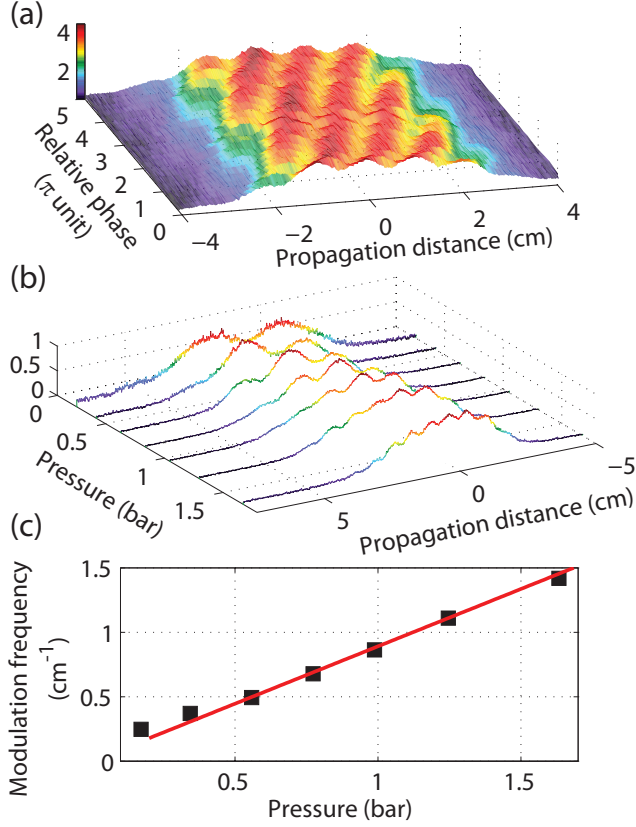 (a)
4
2
5
4
3
2
1
0
Relative phase
(π unit)
−4
−2
0
2
4
Propagation distance (cm)
(b)
1
0.5
0
0
0.5
1
1.5
Pressure (bar)
5
0
−5
Propagation distance (cm)
(c)
1.5
1
0.5
0
Modulation frequency
(cm⁻¹)
0.5
1
1.5
Pressure (bar)